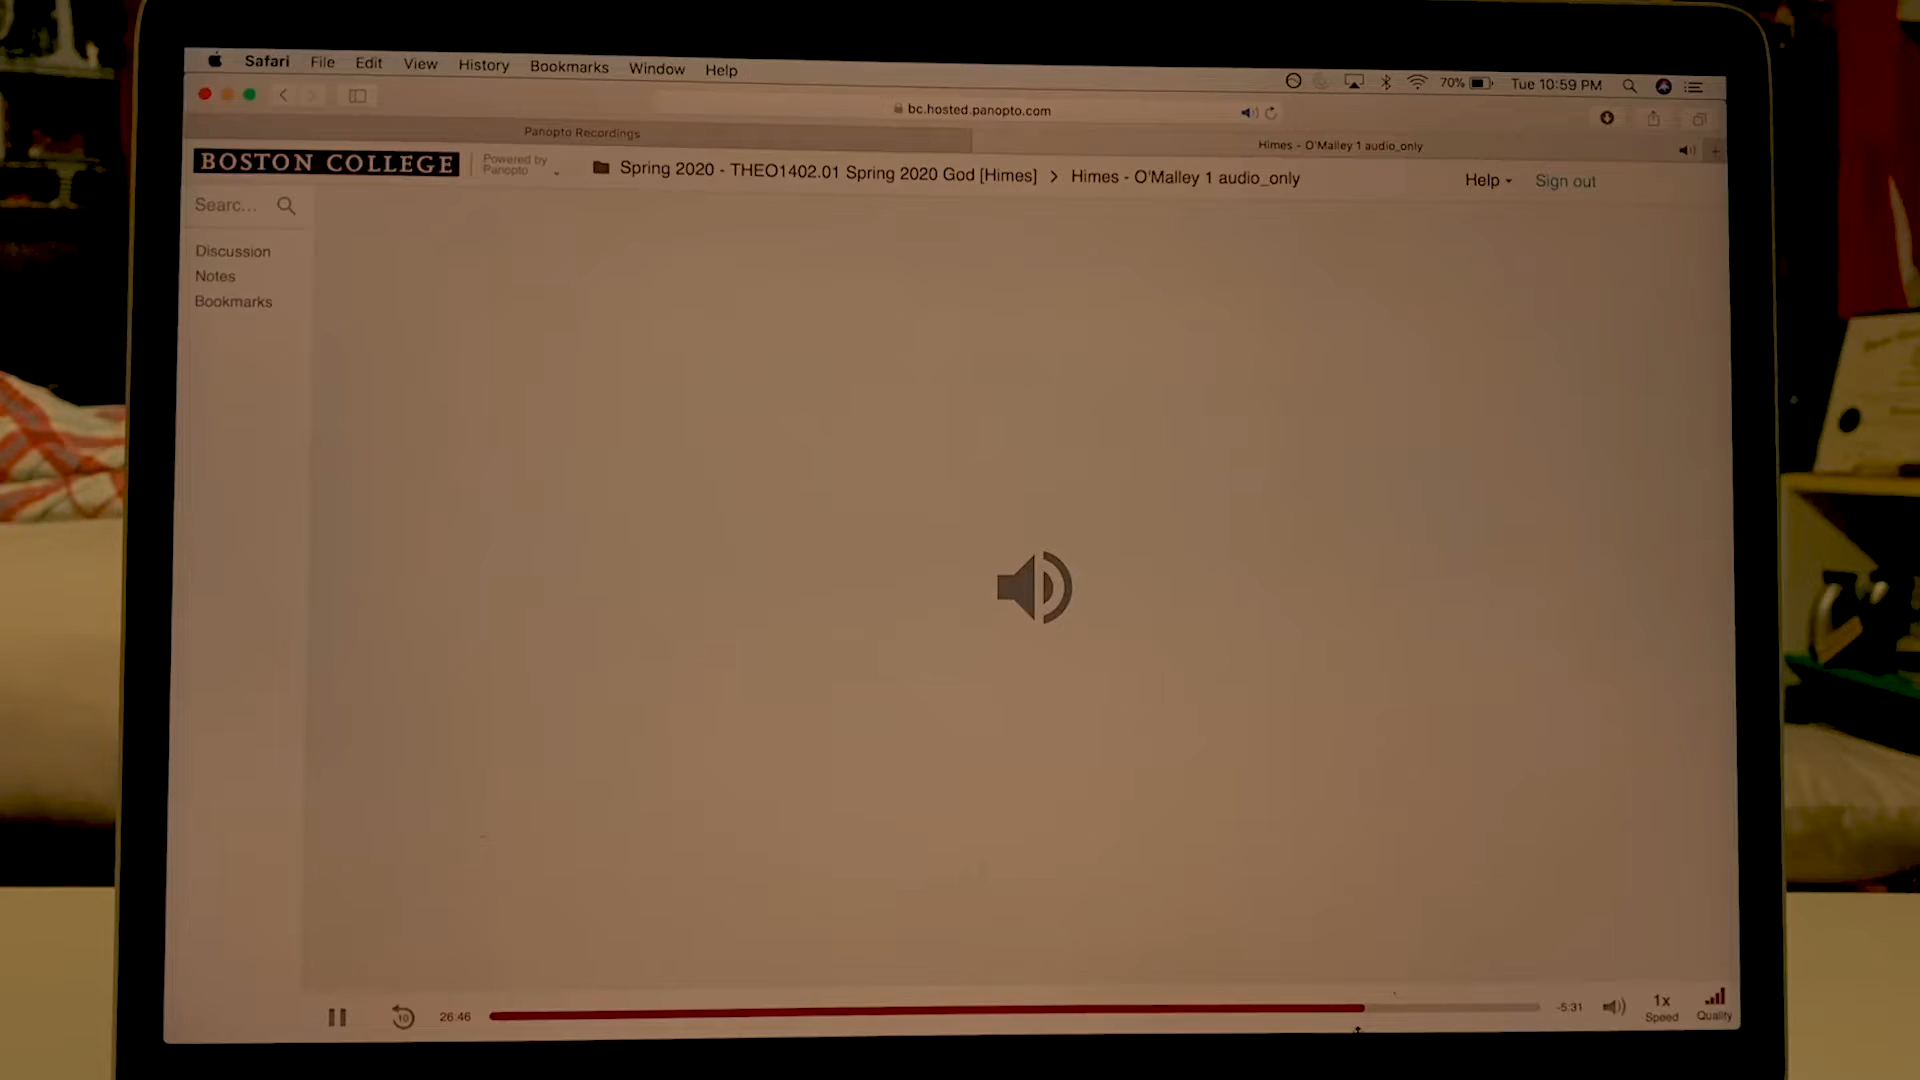 Safari File Edit View History Bookmarks Window Help
70% Tue 10:59 PM
bc.hosted.panopto.com
Panopto Recordings
Himes - O'Malley 1 audio_only
BOSTON COLLEGE
Powered by
Panopto
Spring 2020 - THEO1402.01 Spring 2020 God [Himes] > Himes - O'Malley 1 audio_only
Help
Sign out
Searc...
Discussion
Notes
Bookmarks
10
26:46
-5:31
1x
Speed
Quality